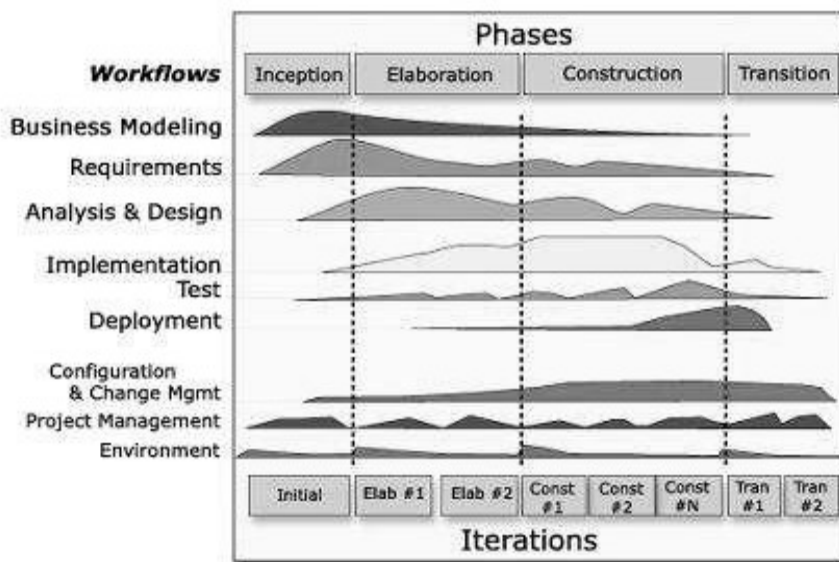 Phases
Workflows
Inception
Elaboration
Construction
Transition
Business Modeling
Requirements
Analysis & Design
Implementation
Test
Deployment
Configuration
& Change Mgmt
Project Management
Environment
Initial
Elab #1
Elab #2
Const
#1
Const
#2
Const
#N
Tran
#1
Tran
#2
Iterations